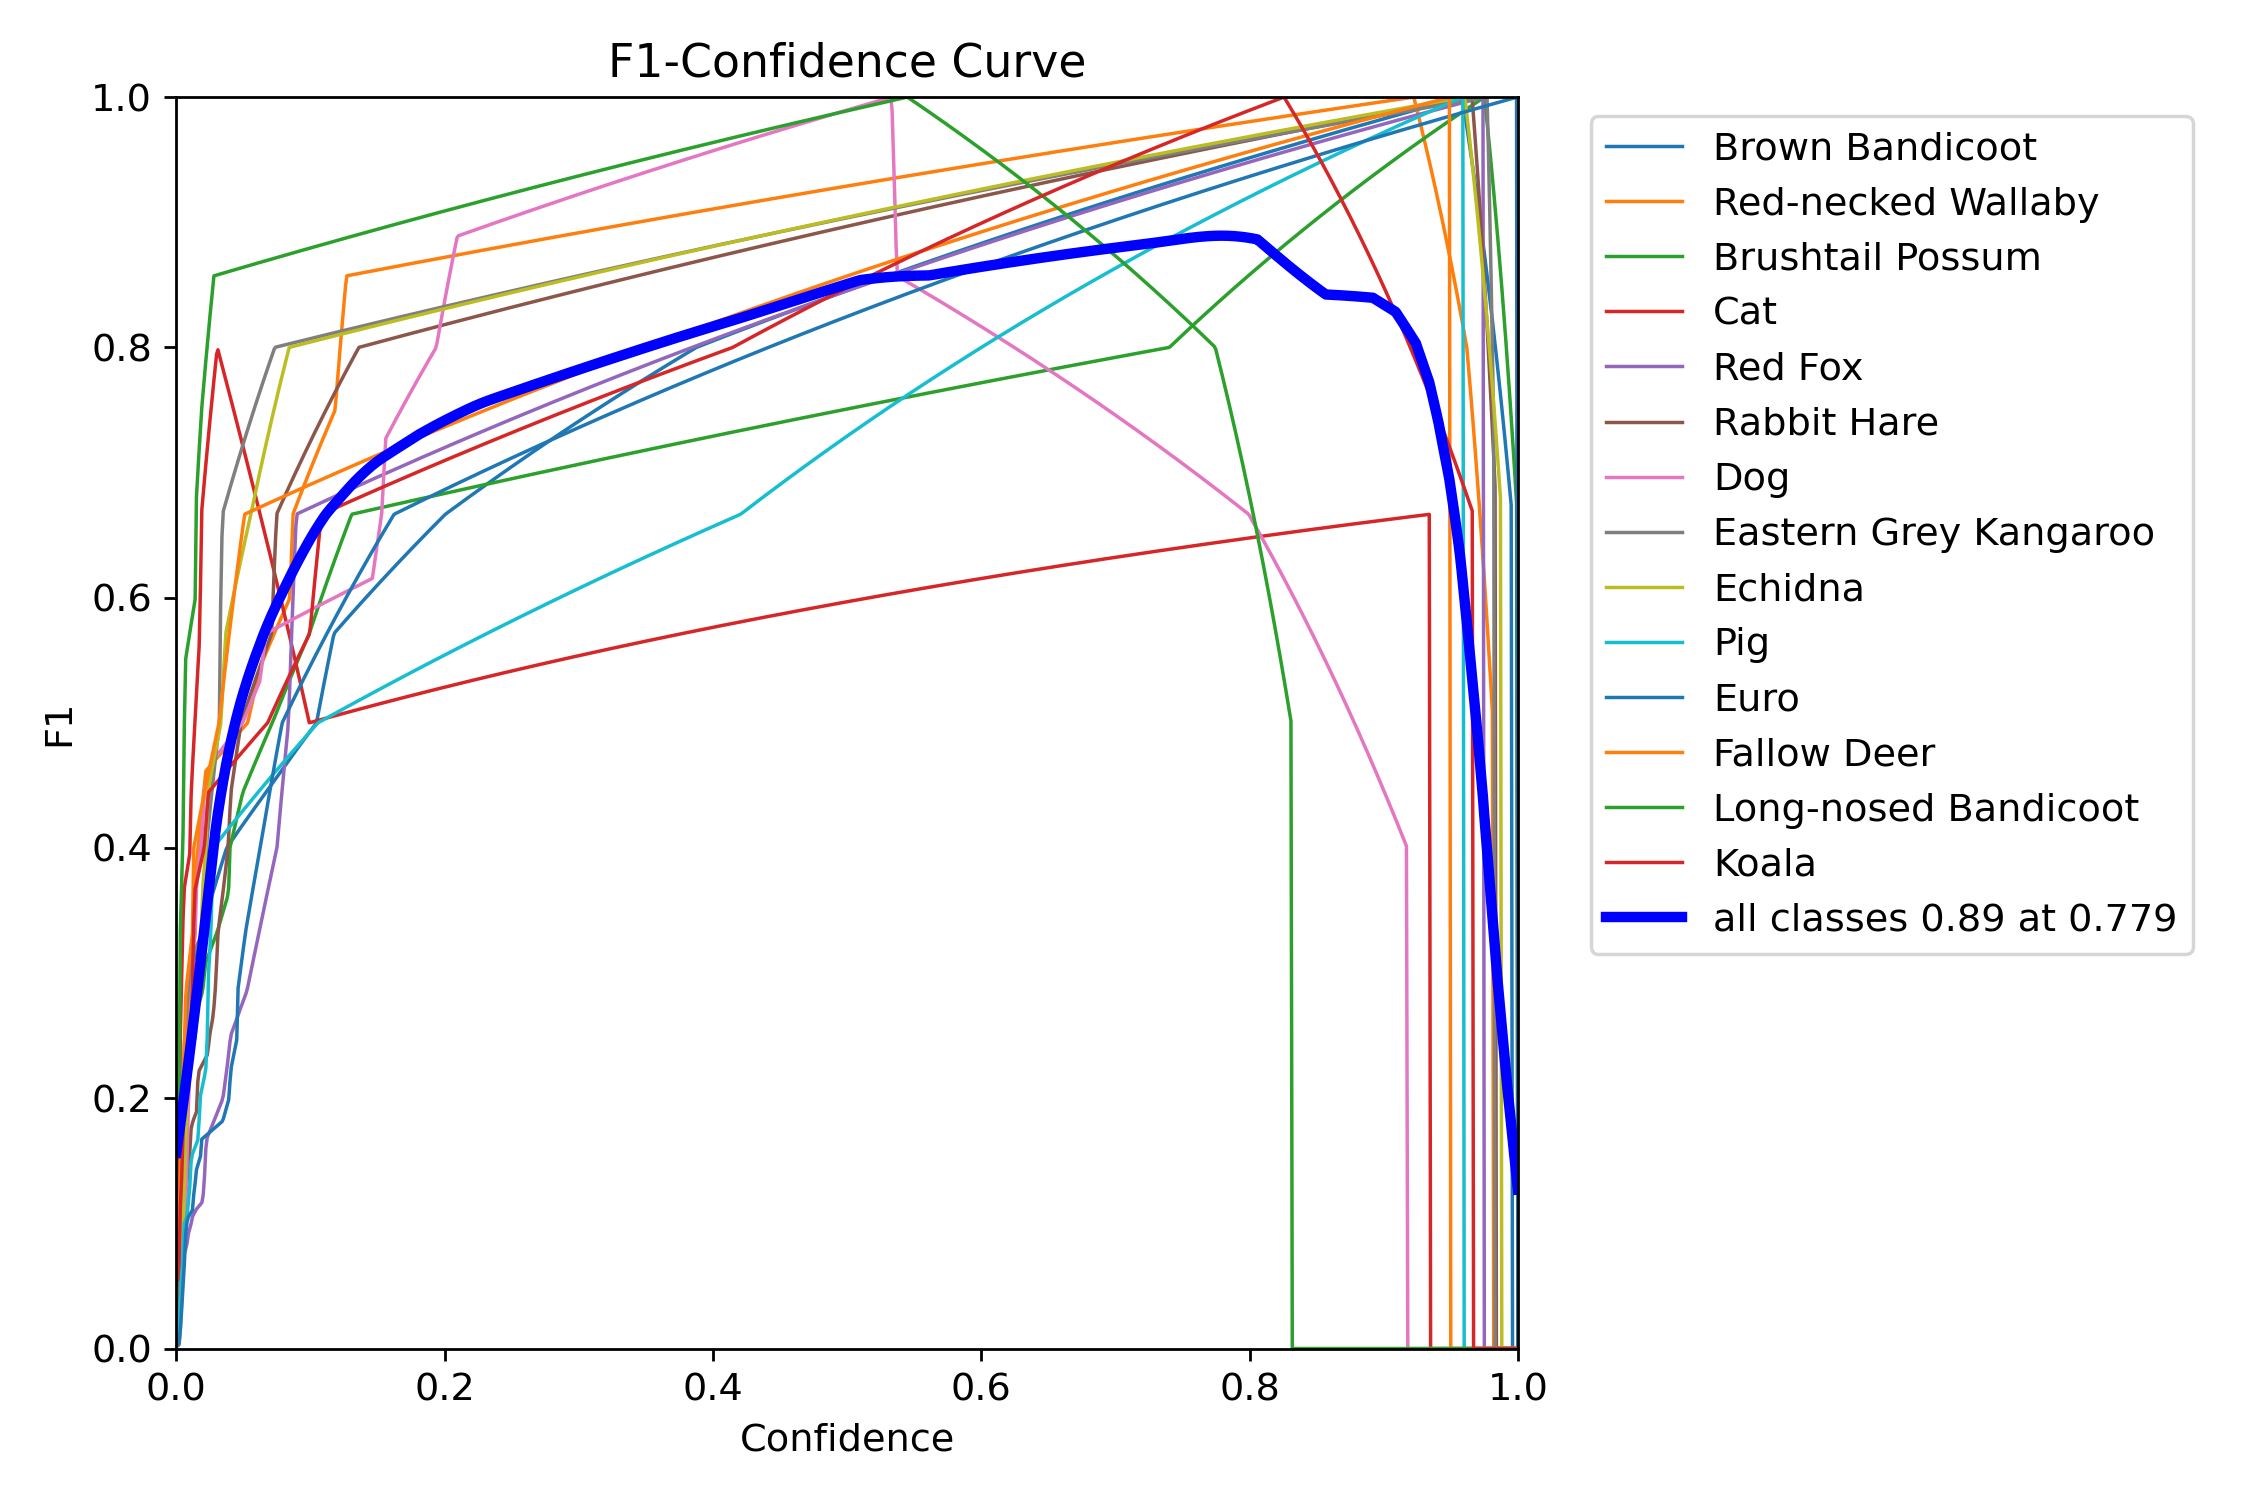 F1-Confidence Curve
1.0
0.8
0.6
0.4
0.2
0.0
F1
0.0 0.2 0.4 0.6 0.8 1.0
Confidence
Brown Bandicoot
Red-necked Wallaby
Brushtail Possum
Cat
Red Fox
Rabbit Hare
Dog
Eastern Grey Kangaroo
Echidna
Pig
Euro
Fallow Deer
Long-nosed Bandicoot
Koala
all classes 0.89 at 0.779